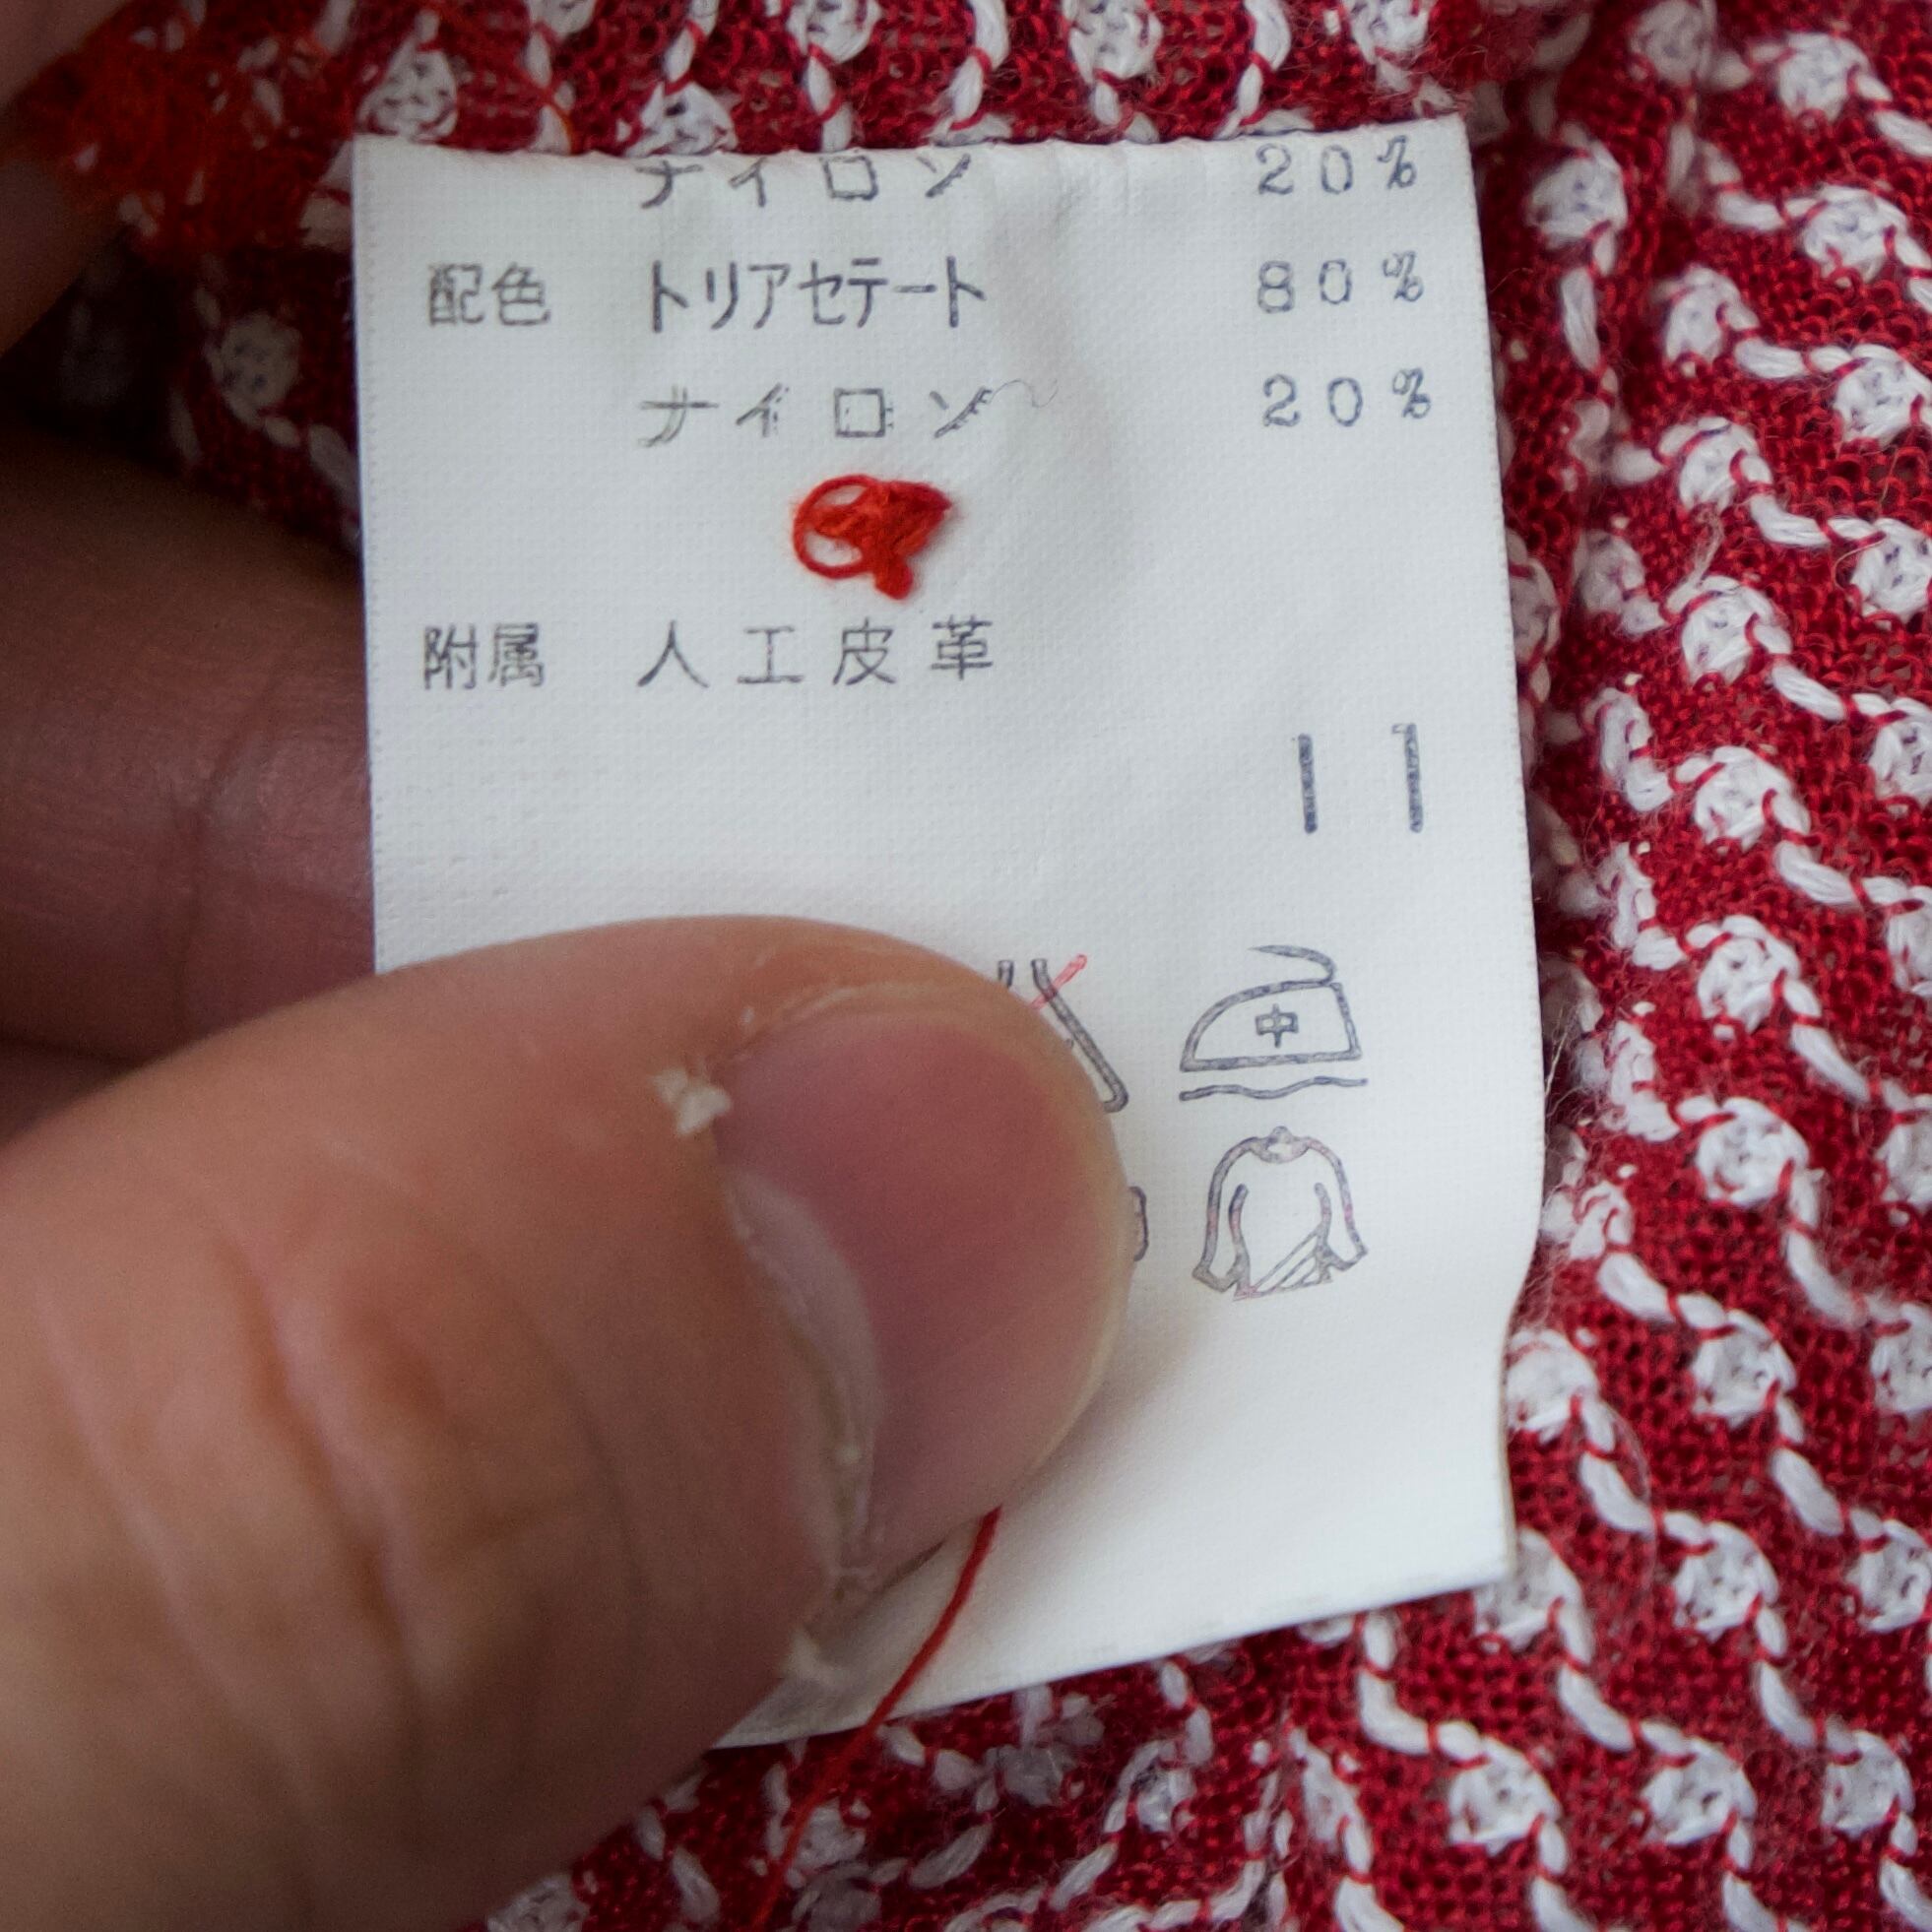 ナイロン 20%
配色 トリアセテート 80%
ナイロン 20%
附属 人工皮革
11
中